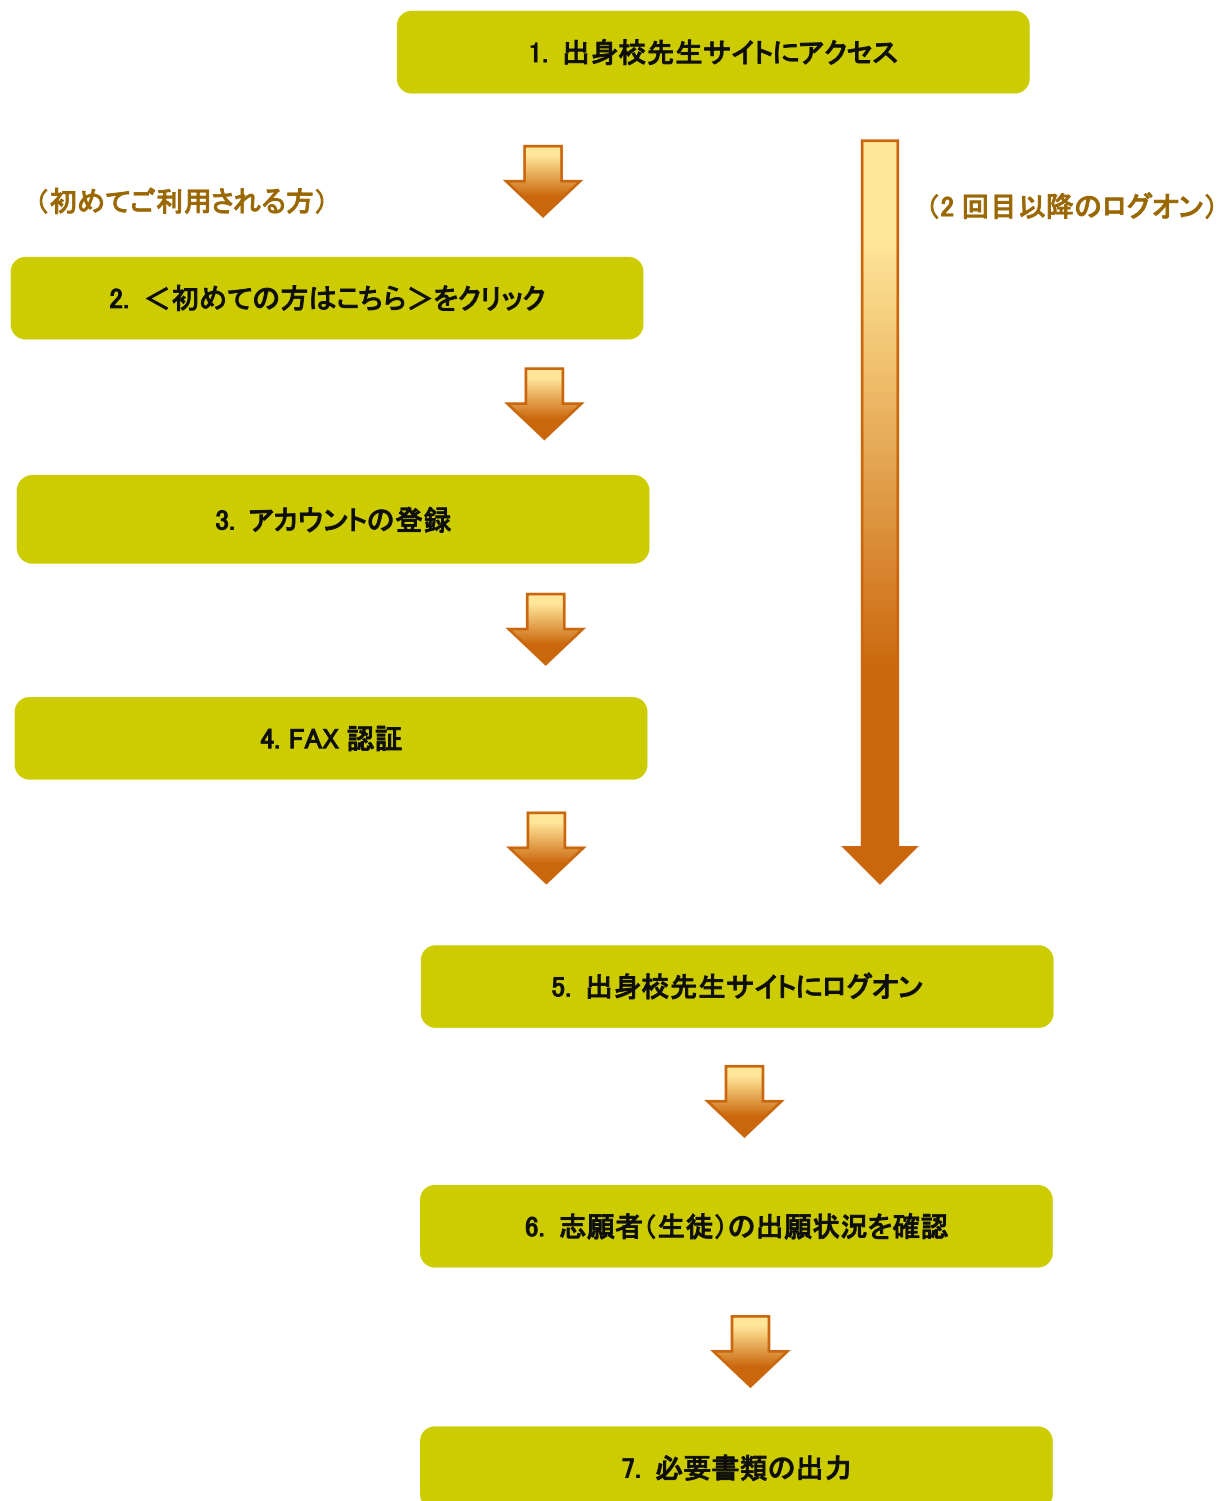 1. 出身校先生サイトにアクセス
（初めてご利用される方）
（2 回目以降のログオン）
2. ＜初めての方はこちら＞をクリック
3. アカウントの登録
4. FAX 認証
5. 出身校先生サイトにログオン
6. 志願者（生徒）の出願状況を確認
7. 必要書類の出力